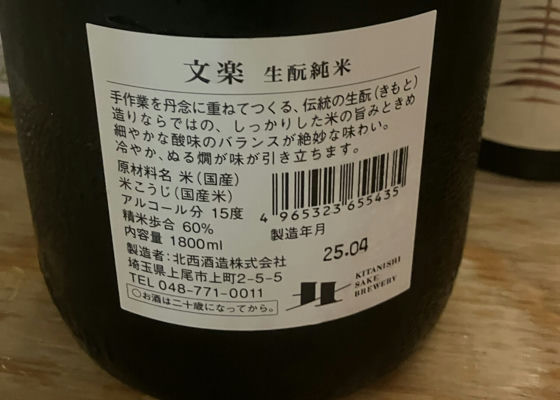 文楽 生酛純米
手作業を丹念に重ねてつくる、伝統の生酛(きもと)
造りならではの、しっかりした米の旨みときめ
細やかな酸味のバランスが絶妙な味わい。
冷やか、ぬる燗が味が引き立ちます。
原材料名 米(国産)
米こうじ(国産米)
アルコール分 15度
精米歩合 60%
内容量 1800ml
製造者:北西酒造株式会社
埼玉県上尾市上町2-5-5
TEL 048-771-0011
○お酒は二十歳になってから。
4 965323 655435
製造年月
25.04
KITANISHI
SAKE
BREWERY